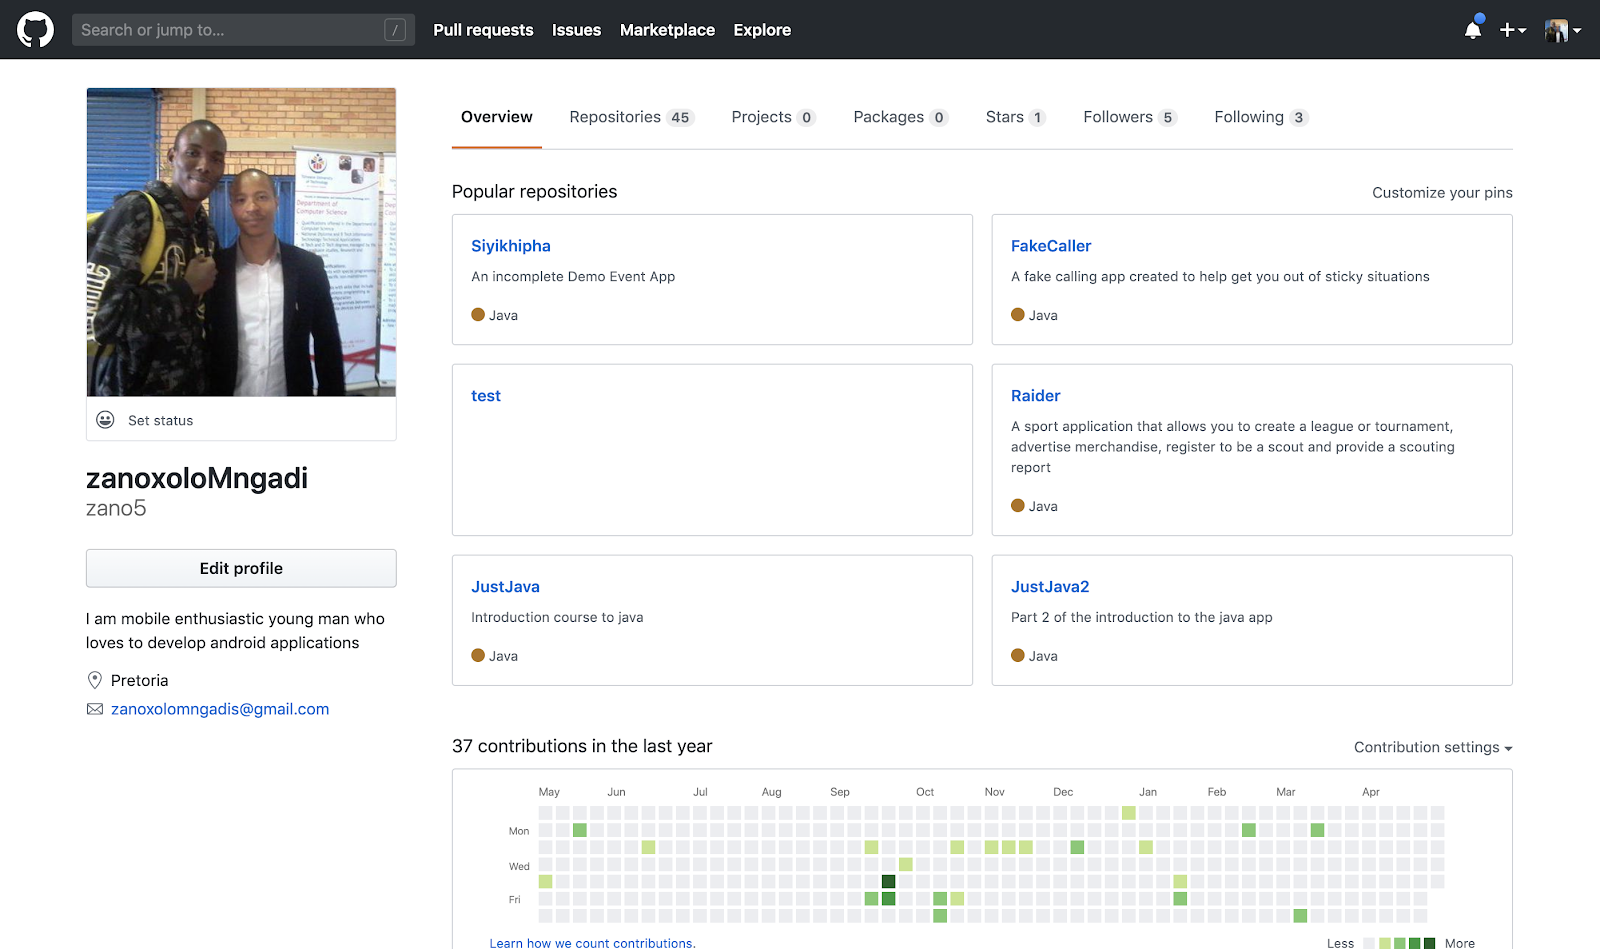 Search or jump to... /
Pull requests Issues Marketplace Explore
Overview Repositories 45 Projects 0 Packages 0 Stars 1 Followers 5 Following 3
Department of
Computer Science
Set status
zanoxoloMngadi
zano5
Edit profile
I am mobile enthusiastic young man who
loves to develop android applications
Pretoria
zanoxolomngadis@gmail.com
Popular repositories
Customize your pins
Siyikhipha
An incomplete Demo Event App
Java
FakeCaller
A fake calling app created to help get you out of sticky situations
Java
test
Raider
A sport application that allows you to create a league or tournament,
advertise merchandise, register to be a scout and provide a scouting
report
Java
JustJava
Introduction course to java
Java
JustJava2
Part 2 of the introduction to the java app
Java
37 contributions in the last year
Contribution settings
May Jun Jul Aug Sep Oct Nov Dec Jan Feb Mar Apr
Mon
Wed
Fri
Learn how we count contributions.
Less More